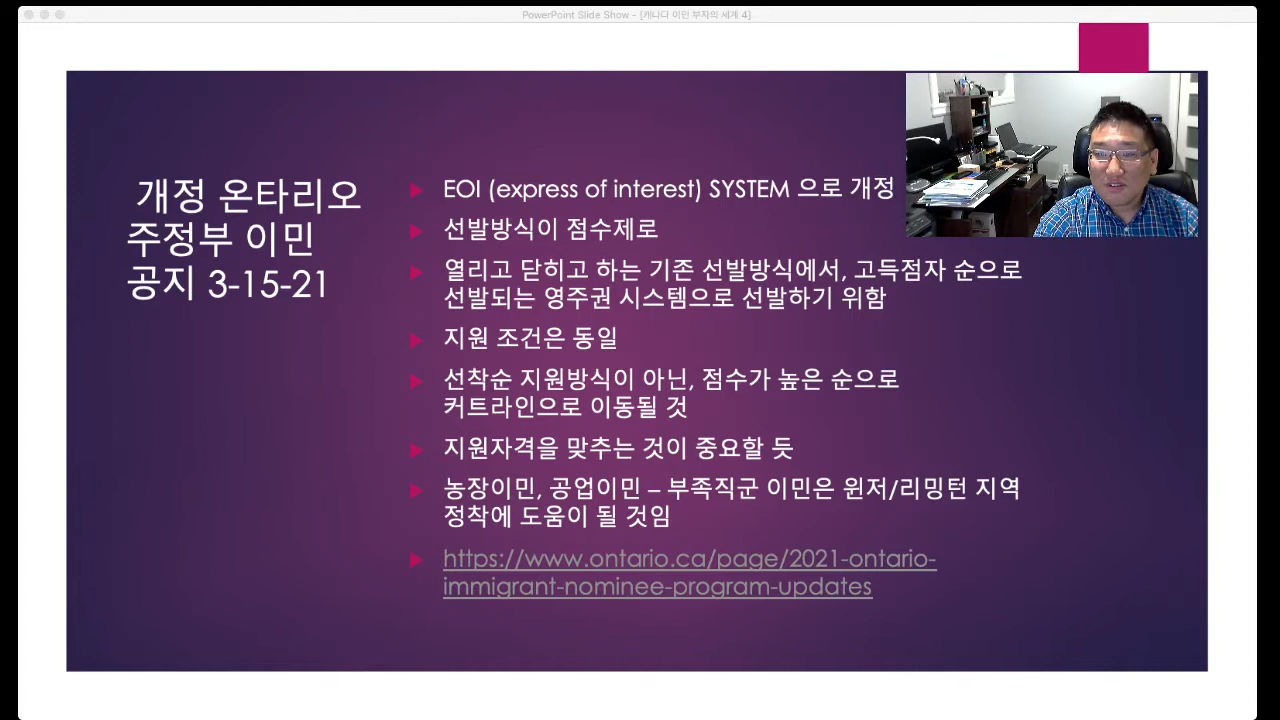 PowerPoint Slide Show - [캐나다 이민 부자의 세계 4]
개정 온타리오
주정부 이민
공지 3-15-21
EOI (express of interest) SYSTEM 으로 개정
선발방식이 점수제로
열리고 닫히고 하는 기존 선발방식에서, 고득점자 순으로
선발되는 영주권 시스템으로 선발하기 위함
지원 조건은 동일
선착순 지원방식이 아닌, 점수가 높은 순으로
커트라인으로 이동될 것
지원자격을 맞추는 것이 중요할 듯
농장이민, 공업이민 – 부족직군 이민은 윈저/리밍턴 지역
정착에 도움이 될 것임
https://www.ontario.ca/page/2021-ontario-
immigrant-nominee-program-updates